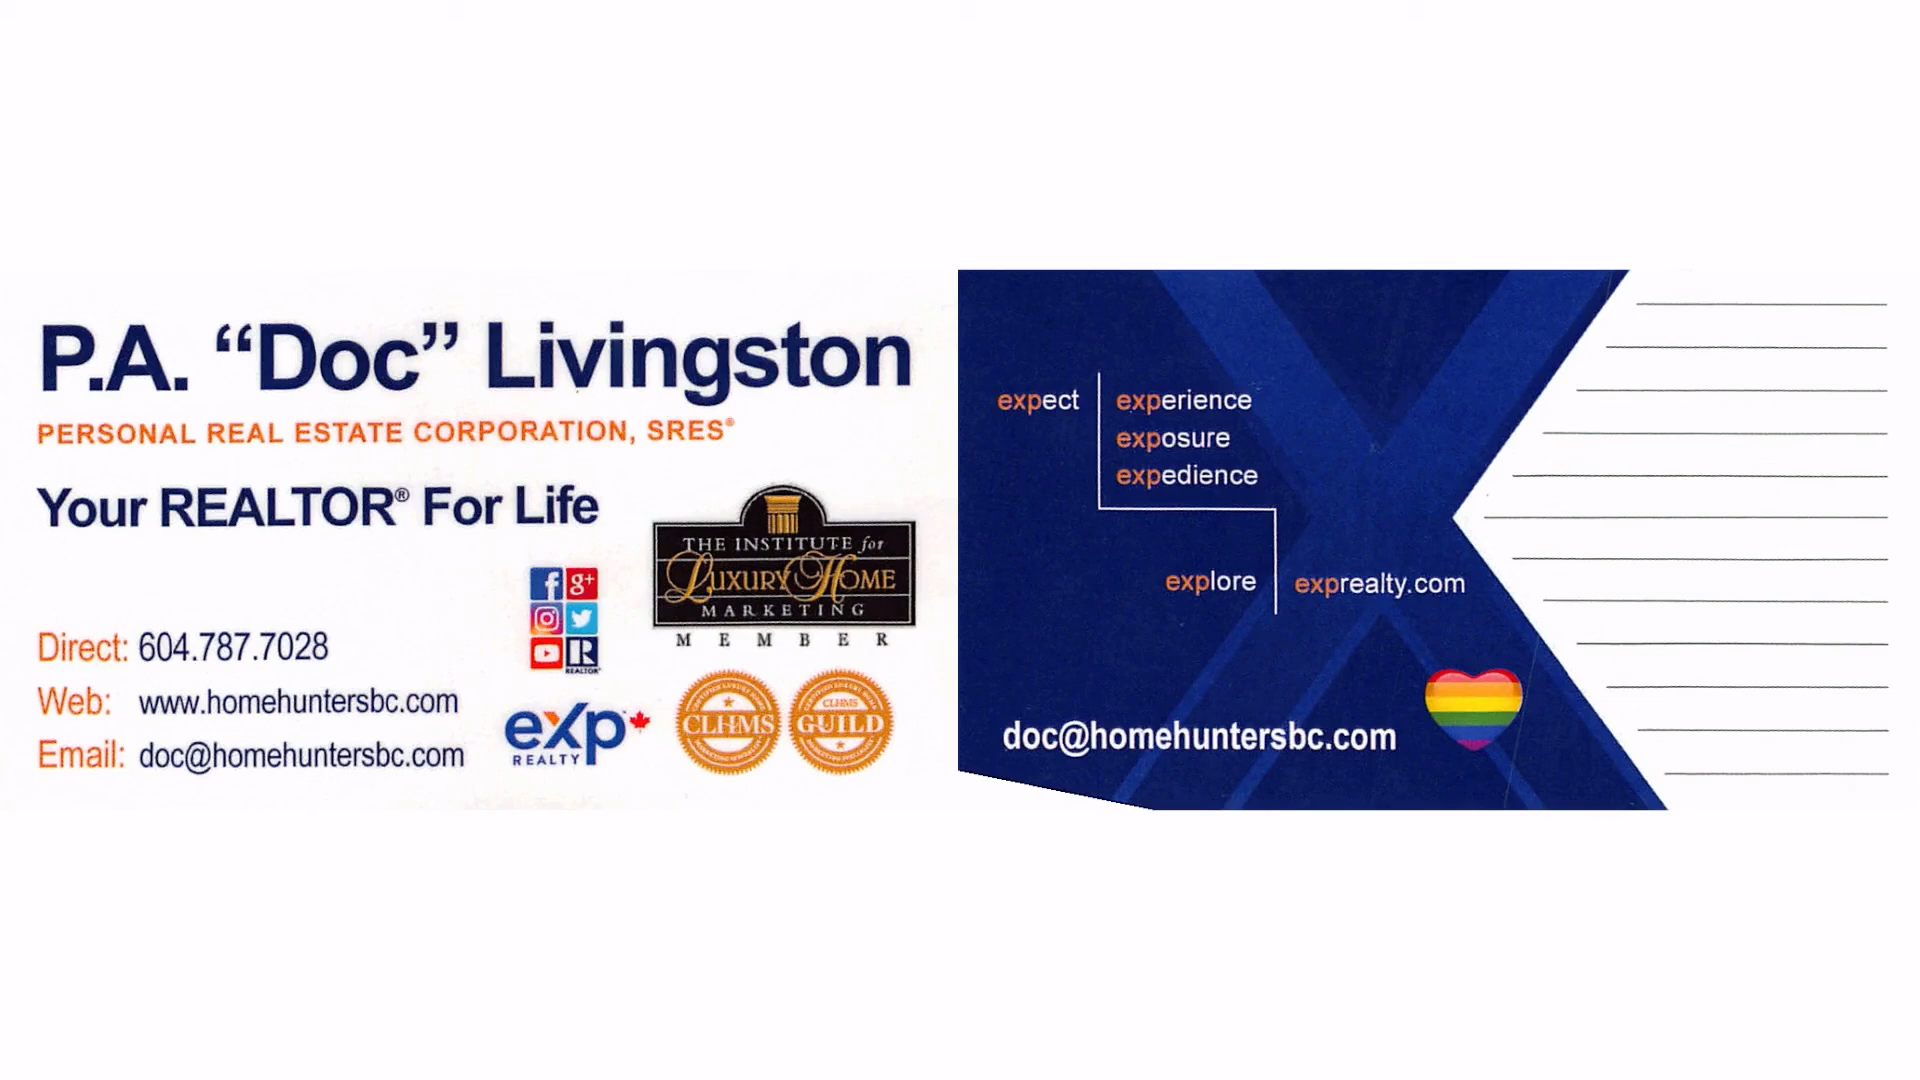 P.A. “Doc” Livingston
PERSONAL REAL ESTATE CORPORATION, SRES®
Your REALTOR® For Life
Direct: 604.787.7028
Web: www.homehuntersbc.com
Email: doc@homehuntersbc.com
f g+
R
REALTOR®
exp
REALTY
THE INSTITUTE for
LUXURY HOME
MARKETING
MEMBER
CLHMS
CLHMS
GUILD
expect
experience
exposure
expedience
explore
exprealty.com
doc@homehuntersbc.com